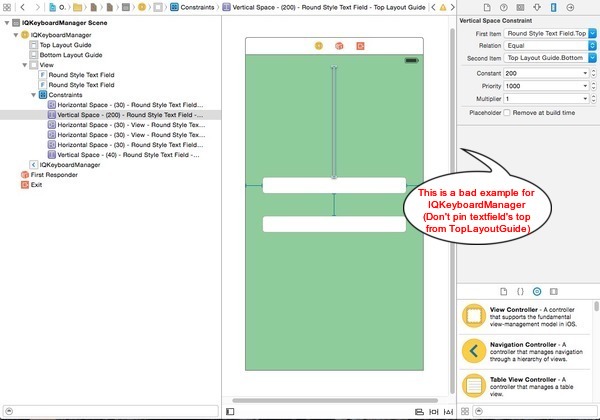 O.
Constraints
Vertical Space - (200) - Round Style Text Field - Top Layout Guide
IQKeyboardManager Scene
IQKeyboardManager
Top Layout Guide
Bottom Layout Guide
View
F Round Style Text Field
F Round Style Text Field
Constraints
Horizontal Space - (30) - Round Style Text Field...
Vertical Space - (200) - Round Style Text Field -...
Horizontal Space - (30) - View - Round Style Tex...
Horizontal Space - (30) - View - Round Style Tex...
Horizontal Space - (30) - Round Style Text Field...
Vertical Space - (40) - Round Style Text Field -...
IQKeyboardManager
First Responder
Exit
This is a bad example for
IQKeyboardManager
(Don't pin textfield's top
from TopLayoutGuide)
Vertical Space Constraint
First Item Round Style Text Field.Top
Relation Equal
Second Item Top Layout Guide.Bottom
Constant 200
Priority 1000
Multiplier 1
Placeholder Remove at build time
View Controller - A controller
that supports the fundamental
view-management model in iOS.
Navigation Controller - A
controller that manages navigation
through a hierarchy of views.
Table View Controller - A
controller that manages a table
view.